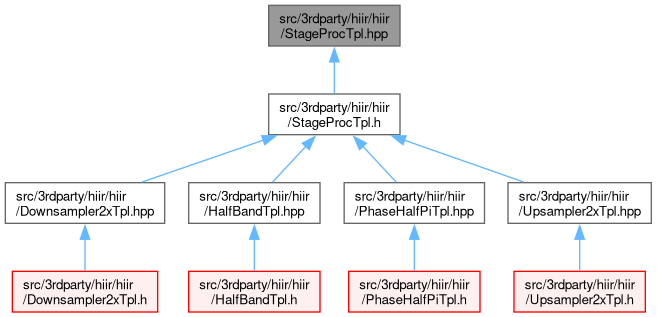 src/3rdparty/hiir/hiir
/StageProcTpl.hpp
src/3rdparty/hiir/hiir
/StageProcTpl.h
src/3rdparty/hiir/hiir
/Downsampler2xTpl.hpp
src/3rdparty/hiir/hiir
/HalfBandTpl.hpp
src/3rdparty/hiir/hiir
/PhaseHalfPiTpl.hpp
src/3rdparty/hiir/hiir
/Upsampler2xTpl.hpp
src/3rdparty/hiir/hiir
/Downsampler2xTpl.h
src/3rdparty/hiir/hiir
/HalfBandTpl.h
src/3rdparty/hiir/hiir
/PhaseHalfPiTpl.h
src/3rdparty/hiir/hiir
/Upsampler2xTpl.h